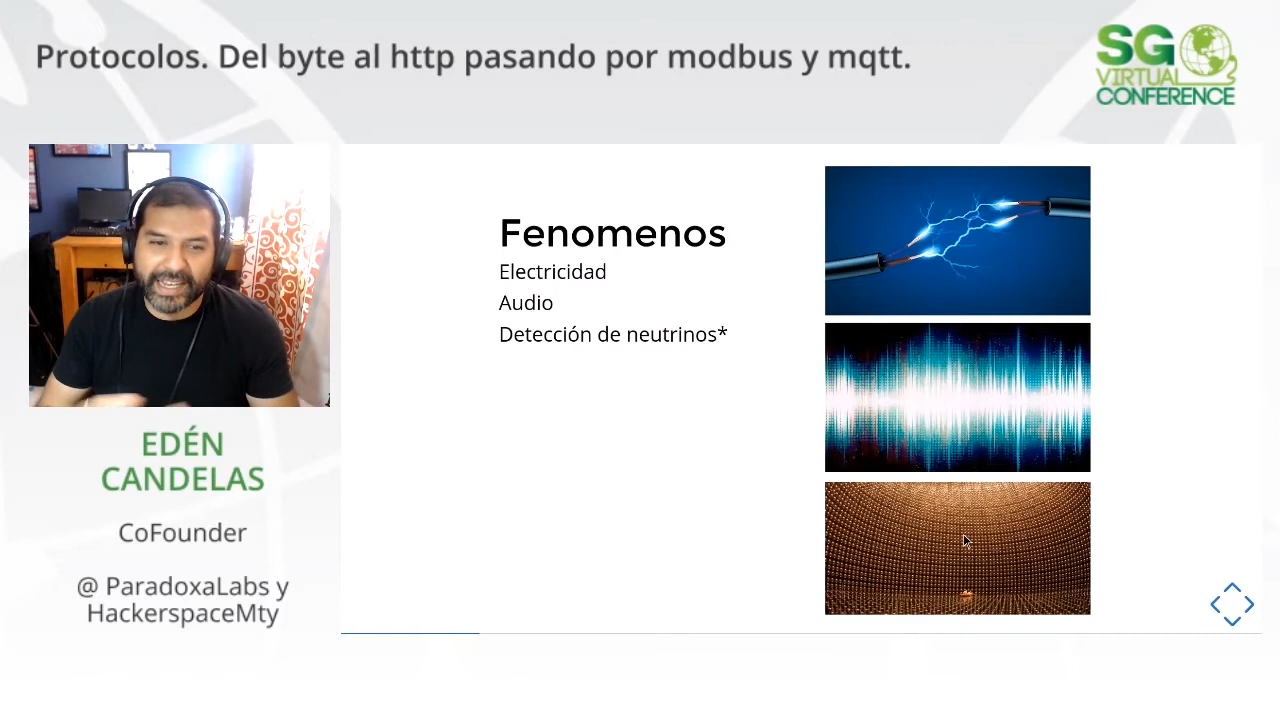 Protocolos. Del byte al http pasando por modbus y mqtt.
SG
VIRTUAL
CONFERENCE
Fenomenos
Electricidad
Audio
Detección de neutrinos*
EDÉN
CANDELAS
CoFounder
@ ParadoxaLabs y
HackerspaceMty